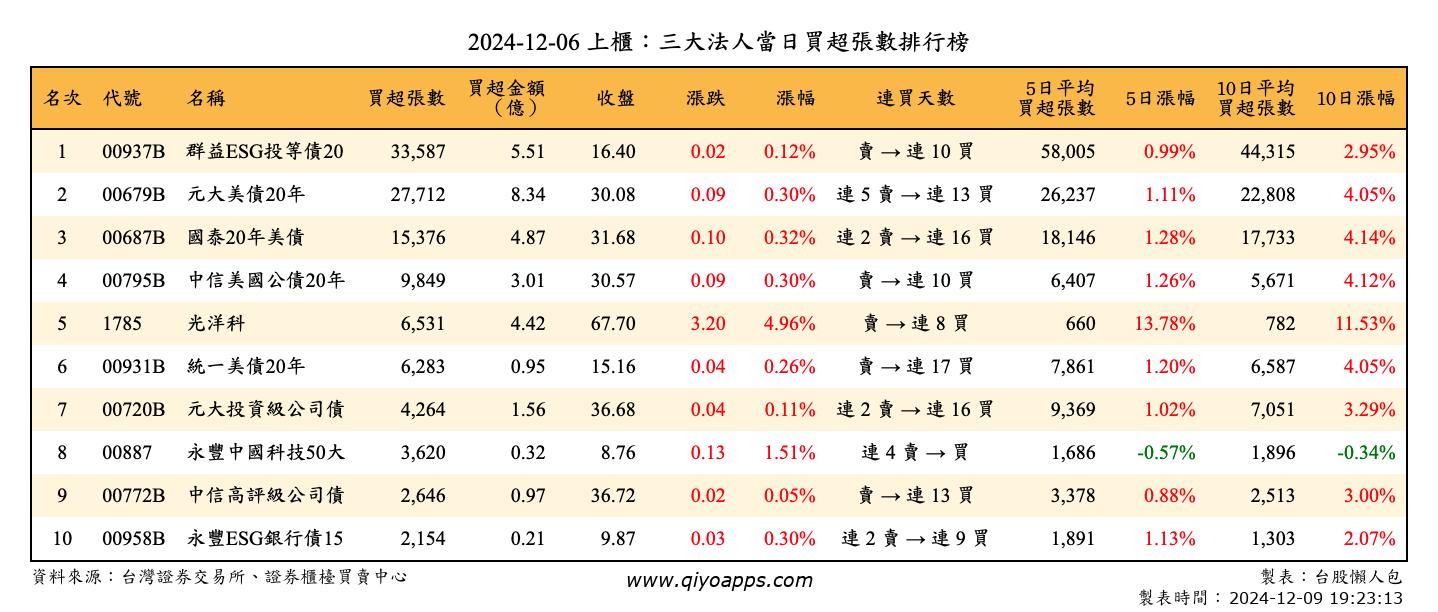 2024-12-06 上櫃：三大法人當日買超張數排行榜
名次 代號 名稱 買超張數 買超金額（億） 收盤 漲跌 漲幅 連買天數 5日平均買超張數 5日漲幅 10日平均買超張數 10日漲幅
1 00937B 群益ESG投等債20 33,587 5.51 16.40 0.02 0.12% 賣 → 連 10 買 58,005 0.99% 44,315 2.95%
2 00679B 元大美債20年 27,712 8.34 30.08 0.09 0.30% 連 5 賣 → 連 13 買 26,237 1.11% 22,808 4.05%
3 00687B 國泰20年美債 15,376 4.87 31.68 0.10 0.32% 連 2 賣 → 連 16 買 18,146 1.28% 17,733 4.14%
4 00795B 中信美國公債20年 9,849 3.01 30.57 0.09 0.30% 賣 → 連 10 買 6,407 1.26% 5,671 4.12%
5 1785 光洋科 6,531 4.42 67.70 3.20 4.96% 賣 → 連 8 買 660 13.78% 782 11.53%
6 00931B 統一美債20年 6,283 0.95 15.16 0.04 0.26% 賣 → 連 17 買 7,861 1.20% 6,587 4.05%
7 00720B 元大投資級公司債 4,264 1.56 36.68 0.04 0.11% 連 2 賣 → 連 16 買 9,369 1.02% 7,051 3.29%
8 00887 永豐中國科技50大 3,620 0.32 8.76 0.13 1.51% 連 4 賣 → 買 1,686 -0.57% 1,896 -0.34%
9 00772B 中信高評級公司債 2,646 0.97 36.72 0.02 0.05% 賣 → 連 13 買 3,378 0.88% 2,513 3.00%
10 00958B 永豐ESG銀行債15 2,154 0.21 9.87 0.03 0.30% 連 2 賣 → 連 9 買 1,891 1.13% 1,303 2.07%
資料來源：台灣證券交易所、證券櫃檯買賣中心 www.qiyoapps.com 製表：台股懶人包
製表時間：2024-12-09 19:23:13